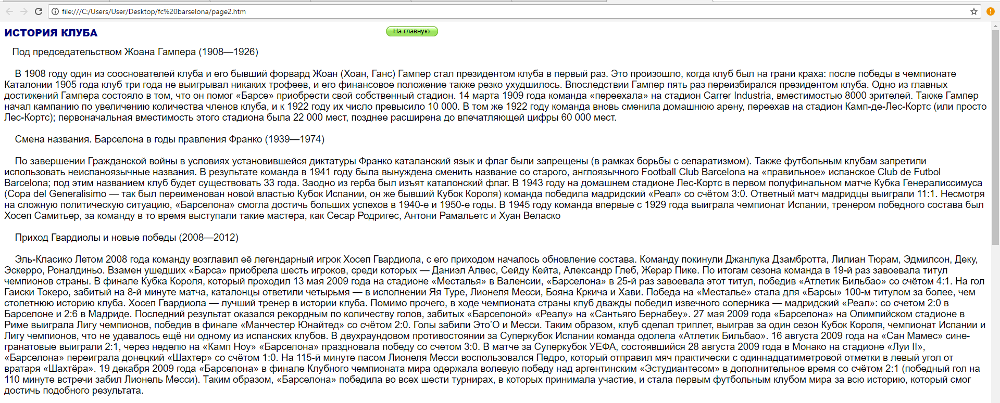 file:///C:/Users/User/Desktop/fc%20barselona/page2.htm
ИСТОРИЯ КЛУБА
На главную
Под председательством Жоана Гампера (1908—1926)
В 1908 году один из сооснователей клуба и его бывший форвард Жоан (Хоан, Ганс) Гампер стал президентом клуба в первый раз. Это произошло, когда клуб был на грани краха: после победы в чемпионате
Каталонии 1905 года клуб три года не выигрывал никаких трофеев, и его финансовое положение также резко ухудшилось. Впоследствии Гампер пять раз переизбирался президентом клуба. Одно из главных
достижений Гампера состояло в том, что он помог «Барсе» приобрести свой собственный стадион. 14 марта 1909 года команда «переехала» на стадион Carrer Industria, вместимостью 8000 зрителей. Также Гампер
начал кампанию по увеличению количества членов клуба, и к 1922 году их число превысило 10 000. В том же 1922 году команда вновь сменила домашнюю арену, переехав на стадион Камп-де-Лес-Кортс (или просто
Лес-Кортс); первоначальная вместимость этого стадиона была 22 000 мест, позднее расширена до впечатляющей цифры 60 000 мест.
Смена названия. Барселона в годы правления Франко (1939—1974)
По завершении Гражданской войны в условиях установившейся диктатуры Франко каталанский язык и флаг были запрещены (в рамках борьбы с сепаратизмом). Также футбольным клубам запретили
использовать неиспаноязычные названия. В результате команда в 1941 году была вынуждена сменить название со старого, англоязычного Football Club Barcelona на «правильное» испанское Club de Futbol
Barcelona; под этим названием клуб будет существовать 33 года. Заодно из герба был изъят каталонский флаг. В 1943 году на домашнем стадионе Лес-Кортс в первом полуфинальном матче Кубка Генералиссимуса
(Copa del Generalisimo — так был переименован новой властью Кубок Испании, он же бывший Кубок Короля) команда победила мадридский «Реал» со счётом 3:0. Ответный матч мадридцы выиграли 11:1. Несмотря
на сложную политическую ситуацию, «Барселона» смогла достичь больших успехов в 1940-е и 1950-е годы. В 1945 году команда впервые с 1929 года выиграла чемпионат Испании, тренером победного состава был
Хосеп Самитьер, за команду в то время выступали такие мастера, как Сесар Родригес, Антони Рамальетс и Хуан Веласко
Приход Гвардиолы и новые победы (2008—2012)
Эль-Класико Летом 2008 года команду возглавил её легендарный игрок Хосеп Гвардиола, с его приходом началось обновление состава. Команду покинули Джанлука Дзамбротта, Лилиан Тюрам, Эдмилсон, Деку,
Эскерро, Роналдиньо. Взамен ушедших «Барса» приобрела шесть игроков, среди которых — Даниэл Алвес, Сейду Кейта, Александр Глеб, Жерар Пике. По итогам сезона команда в 19-й раз завоевала титул
чемпионов страны. В финале Кубка Короля, который проходил 13 мая 2009 года на стадионе «Месталья» в Валенсии, «Барселона» в 25-й раз завоевала этот титул, победив «Атлетик Бильбао» со счётом 4:1. На гол
Гаиски Токеро, забитый на 8-й минуте матча, каталонцы ответили четырьмя — в исполнении Яя Туре, Лионеля Месси, Бояна Кркича и Хави. Победа на «Месталье» стала для «Барсы» 100-м титулом за более, чем
столетнюю историю клуба. Хосеп Гвардиола — лучший тренер в истории клуба. Помимо прочего, в ходе чемпионата страны клуб дважды победил извечного соперника — мадридский «Реал»: со счетом 2:0 в
Барселоне и 2:6 в Мадриде. Последний результат оказался рекордным по количеству голов, забитых «Барселоной» «Реалу» на «Сантьяго Бернабеу». 27 мая 2009 года «Барселона» на Олимпийском стадионе в
Риме выиграла Лигу чемпионов, победив в финале «Манчестер Юнайтед» со счётом 2:0. Голы забили Это’О и Месси. Таким образом, клуб сделал триплет, выиграв за один сезон Кубок Короля, чемпионат Испании и
Лигу чемпионов, что не удавалось ещё ни одному из испанских клубов. В двухраундовом противостоянии за Суперкубок Испании команда одолела «Атлетик Бильбао». 16 августа 2009 года на «Сан Мамес» сине-
гранатовые выиграли 2:1, через неделю на «Камп Ноу» «Барселона» праздновала победу со счетом 3:0. В матче за Суперкубок УЕФА, состоявшийся 28 августа 2009 года в Монако на стадионе «Луи II»,
«Барселона» переиграла донецкий «Шахтер» со счётом 1:0. На 115-й минуте пасом Лионеля Месси воспользовался Педро, который отправил мяч практически с одиннадцатиметровой отметки в левый угол от
вратаря «Шахтёра». 19 декабря 2009 года «Барселона» в финале Клубного чемпионата мира одержала волевую победу над аргентинским «Эстудиантесом» в дополнительное время со счётом 2:1 (победный гол на
110 минуте встречи забил Лионель Месси). Таким образом, «Барселона» победила во всех шести турнирах, в которых принимала участие, и стала первым футбольным клубом мира за всю историю, который смог
достичь подобного результата.